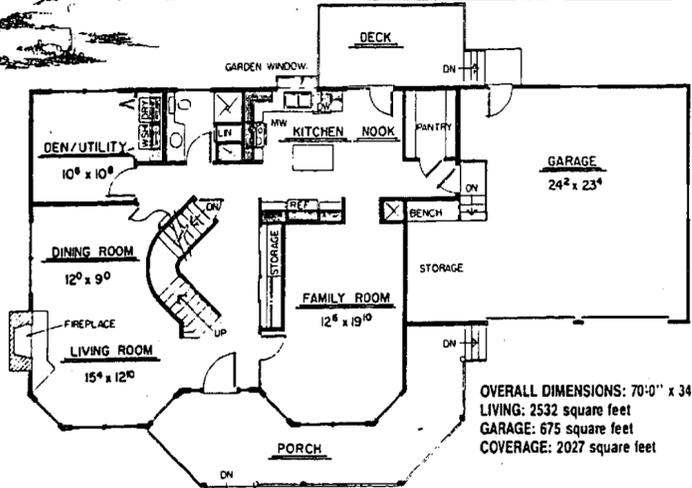 DECK
DN
GARDEN WINDOW
DW
MW
KITCHEN
NOOK
PANTRY
LIN
WSH DRY
DEN/UTILITY
10⁶ x 10⁸
GARAGE
24² x 23⁴
DN
DN
REF
BENCH
STORAGE
STORAGE
DINING ROOM
12⁰ x 9⁰
FAMILY ROOM
12⁶ x 19¹⁰
UP
FIREPLACE
LIVING ROOM
15⁴ x 12¹⁰
DN
PORCH
DN
OVERALL DIMENSIONS: 70'0" x 34
LIVING: 2532 square feet
GARAGE: 675 square feet
COVERAGE: 2027 square feet